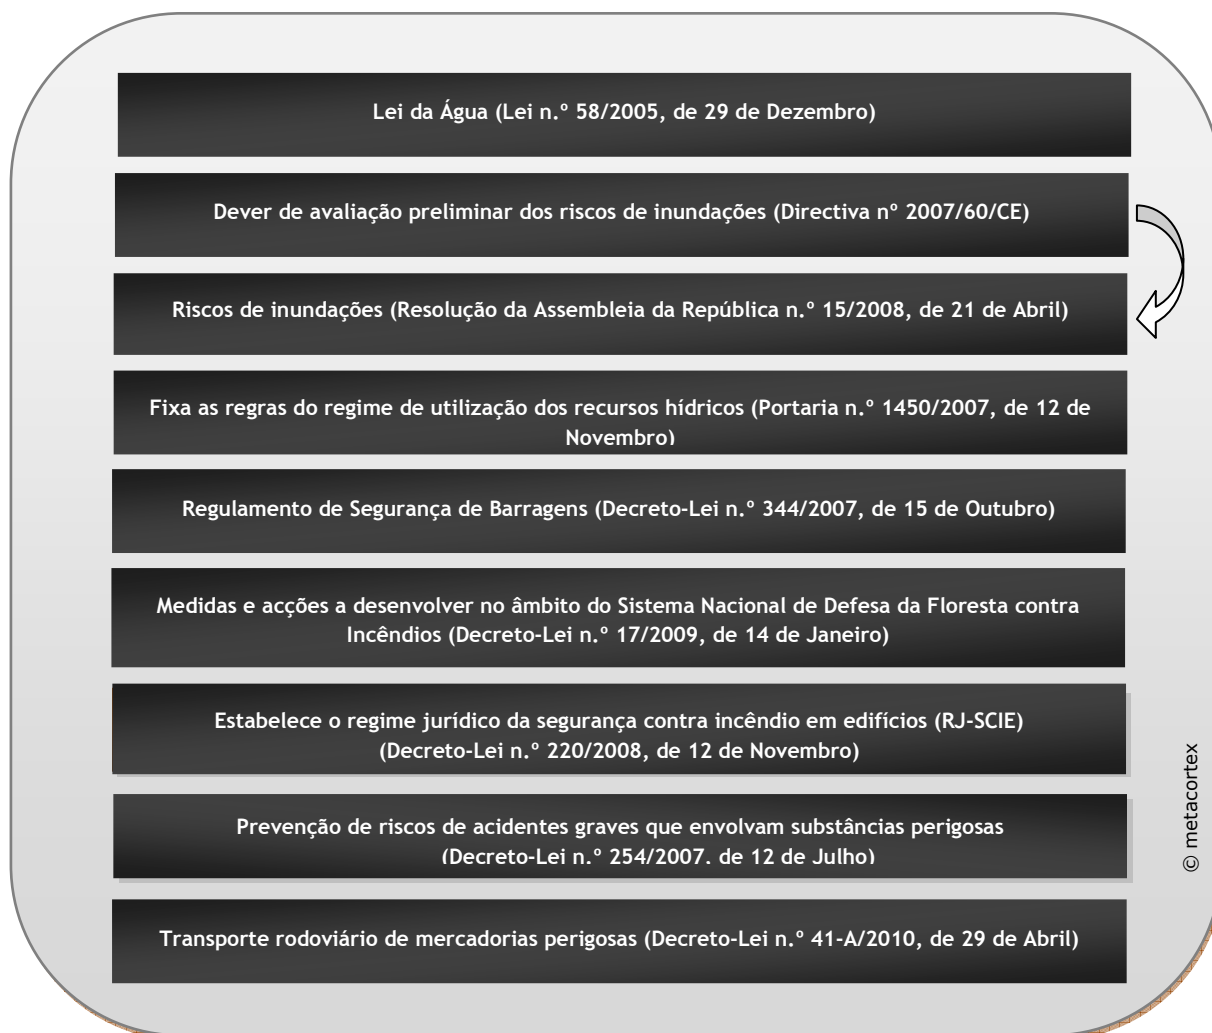 Lei da Água (Lei n.º 58/2005, de 29 de Dezembro)
Dever de avaliação preliminar dos riscos de inundações (Directiva nº 2007/60/CE)
Riscos de inundações (Resolução da Assembleia da República n.º 15/2008, de 21 de Abril)
Fixa as regras do regime de utilização dos recursos hídricos (Portaria n.º 1450/2007, de 12 de
Novembro)
Regulamento de Segurança de Barragens (Decreto-Lei n.º 344/2007, de 15 de Outubro)
Medidas e acções a desenvolver no âmbito do Sistema Nacional de Defesa da Floresta contra
Incêndios (Decreto-Lei n.º 17/2009, de 14 de Janeiro)
Estabelece o regime jurídico da segurança contra incêndio em edifícios (RJ-SCIE)
(Decreto-Lei n.º 220/2008, de 12 de Novembro)
Prevenção de riscos de acidentes graves que envolvam substâncias perigosas
(Decreto-Lei n.º 254/2007, de 12 de Julho)
Transporte rodoviário de mercadorias perigosas (Decreto-Lei n.º 41-A/2010, de 29 de Abril)
© metacortex